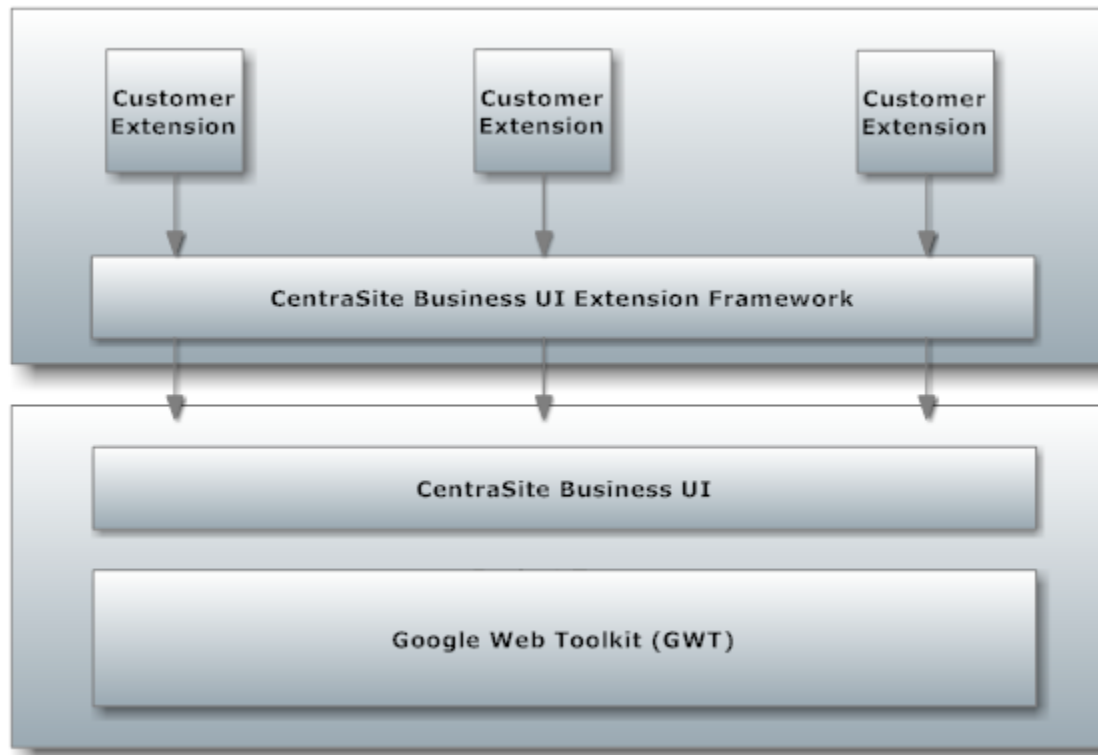 Customer
Extension
Customer
Extension
Customer
Extension
CentraSite Business UI Extension Framework
CentraSite Business UI
Google Web Toolkit (GWT)